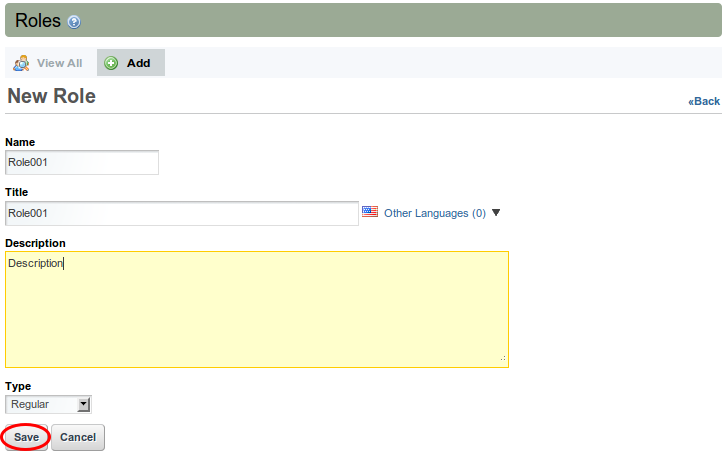 Roles
View All Add
New Role
«Back
Name
Role001
Title
Role001 Other Languages (0)
Description
Description
Type
Regular
Save Cancel